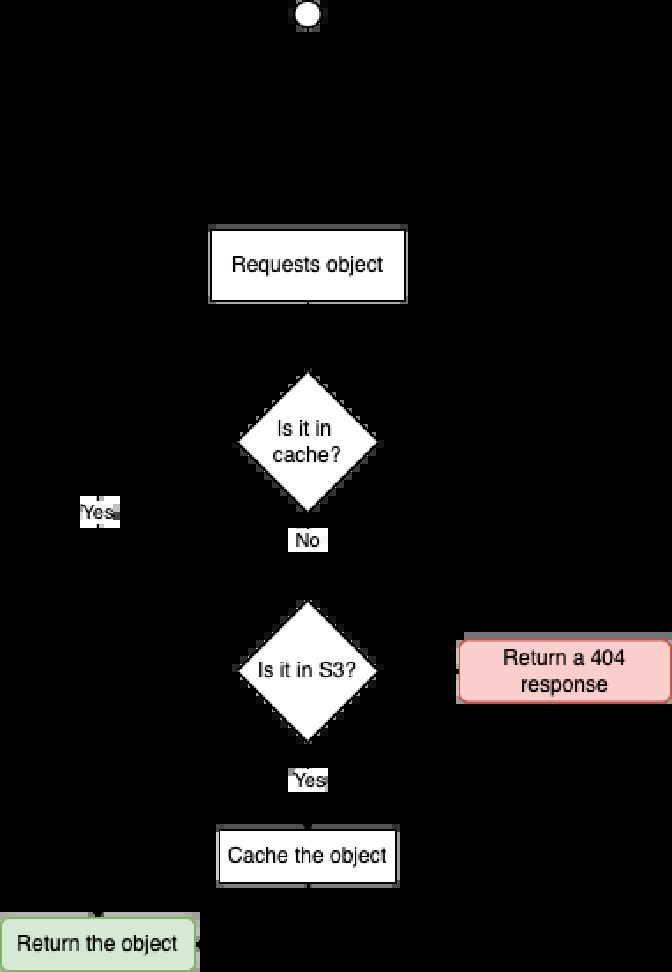 Requests object
Is it in
cache?
Yes
No
Is it in S3?
Return a 404
response
Yes
Cache the object
Return the object